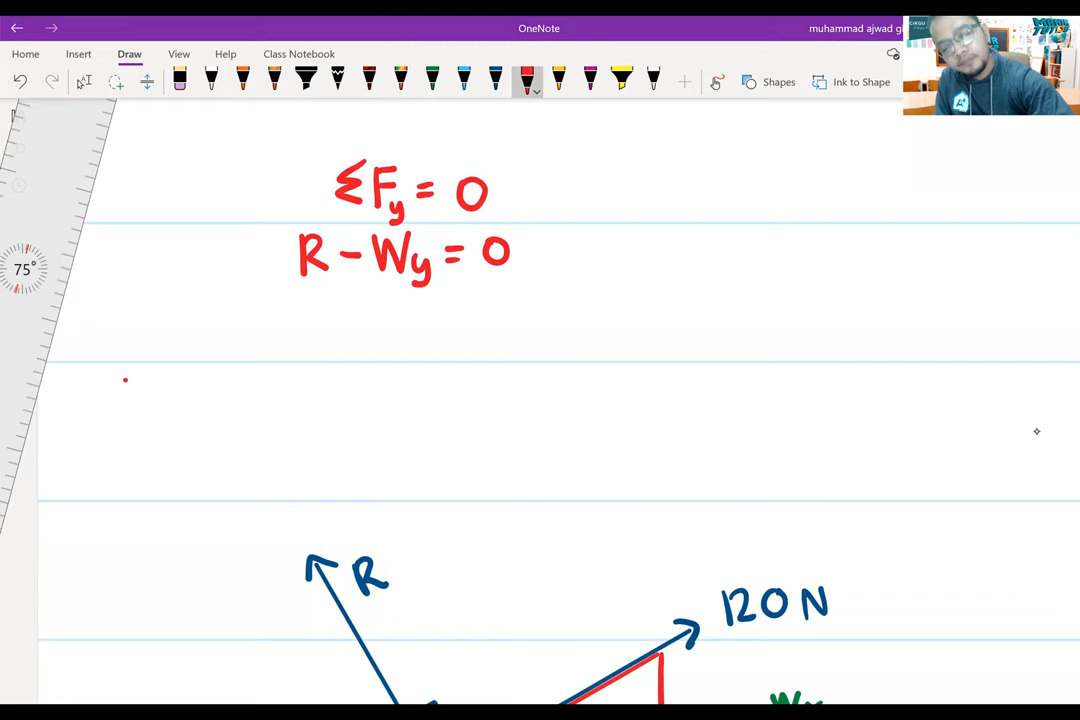 OneNote
muhammad ajwad
Home Insert Draw View Help Class Notebook
Shapes Ink to Shape
ΣFy = 0
R - Wy = 0
75°
R
120 N